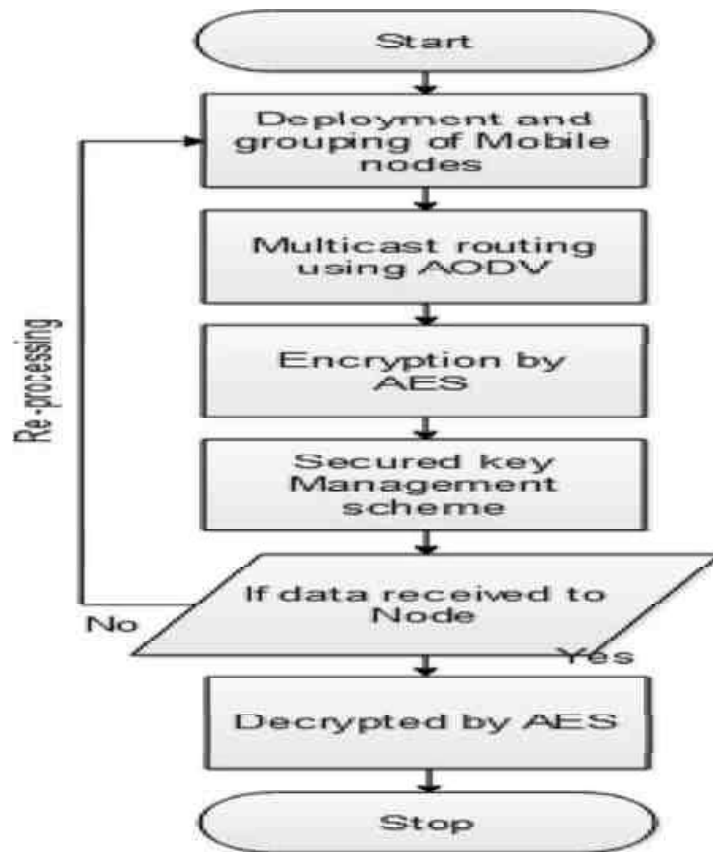 Start
Deployment and
grouping of Mobile
nodes
Multicast routing
using AODV
Encryption by
AES
Secured key
Management
scheme
Re-processing
If data received to
Node
No
Yes
Decrypted by AES
Stop